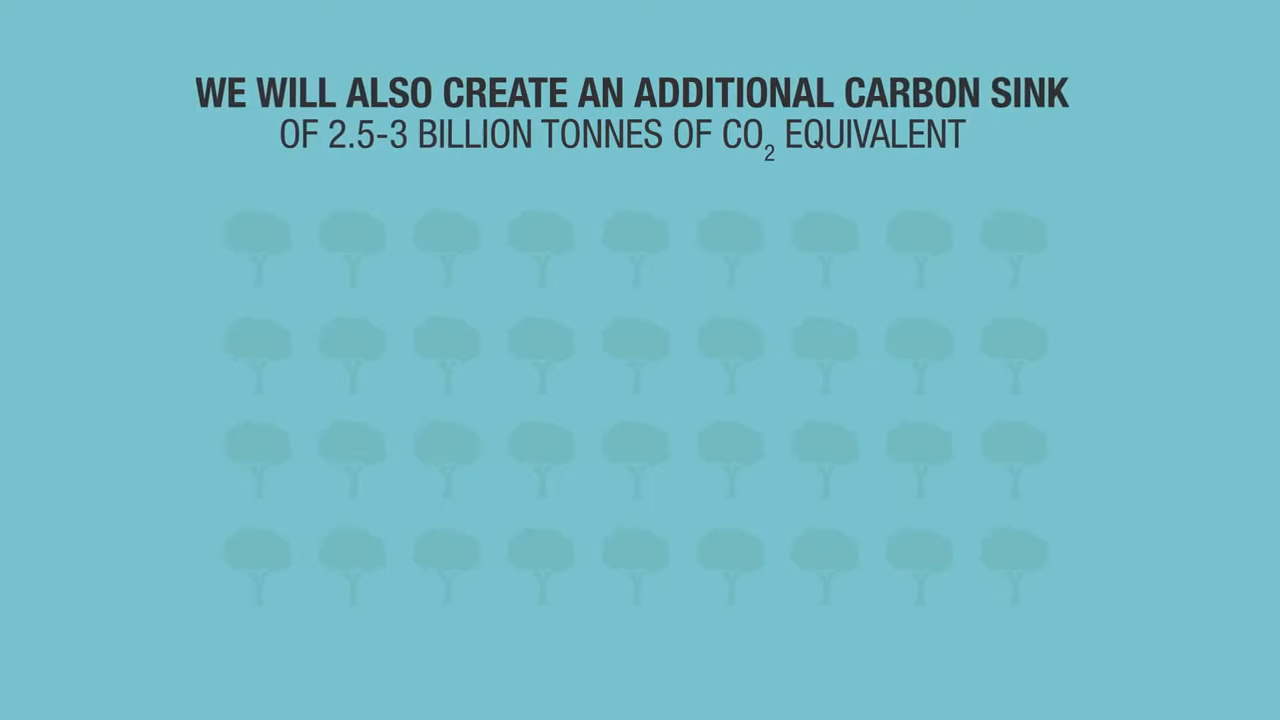 WE WILL ALSO CREATE AN ADDITIONAL CARBON SINK
OF 2.5-3 BILLION TONNES OF CO₂ EQUIVALENT